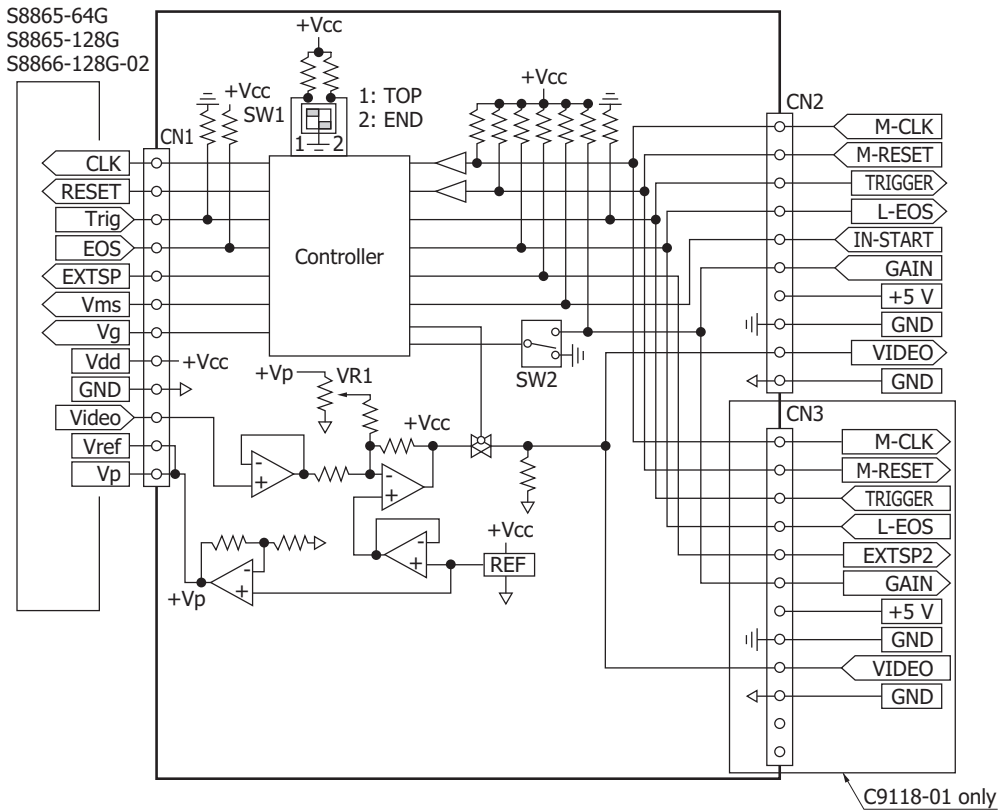 S8865-64G
S8865-128G
S8866-128G-02
+Vcc
+Vcc
SW1
1: TOP
2: END
1 2
+Vcc
CN1
CN2
CLK
RESET
Trig
EOS
EXTSP
Vms
Vg
Vdd
+Vcc
GND
Video
Vref
Vp
Controller
M-CLK
M-RESET
TRIGGER
L-EOS
IN-START
GAIN
+5 V
GND
VIDEO
GND
SW2
+Vp
VR1
+Vcc
-
+
-
+
-
+
-
+
+Vp
+Vcc
REF
CN3
M-CLK
M-RESET
TRIGGER
L-EOS
EXTSP2
GAIN
+5 V
GND
VIDEO
GND
C9118-01 only